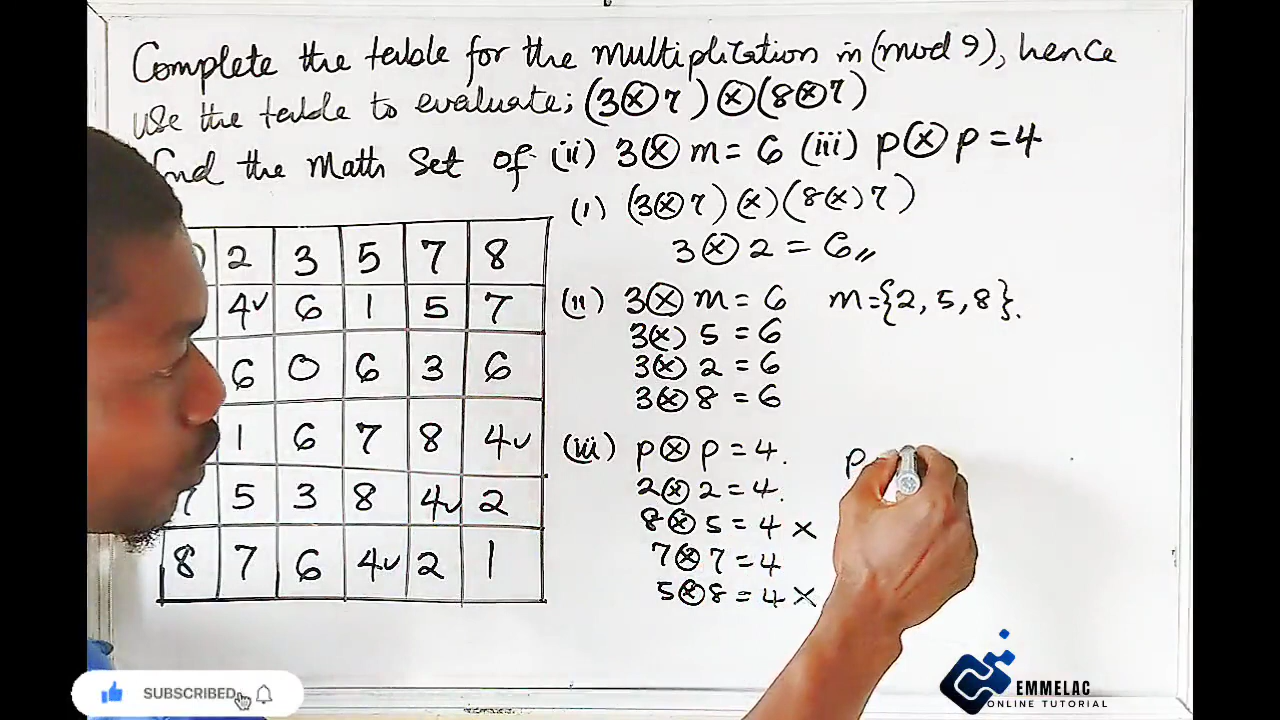 Complete the table for the multiplication in (mod 9), hence
use the table to evaluate; (3⊗7)⊗(8⊗7)
find the Math Set of (ii) 3⊗m=6 (iii) p⊗p=4
(i) (3⊗7)(x)(8(x)7)
3⊗2=6,,
2 3 5 7 8
4✓ 6 1 5 7
6 0 6 3 6
1 6 7 8 4✓
7 5 3 8 4✓ 2
8 7 6 4✓ 2 1
(ii) 3⊗m=6 m={2,5,8}.
3(x)5=6
3⊗2=6
3⊗8=6
(iii) p⊗p=4. p
2⊗2=4.
8⊗5=4 x
7⊗7=4
5⊗8=4 x
SUBSCRIBED
EMMELAC
ONLINE TUTORIAL